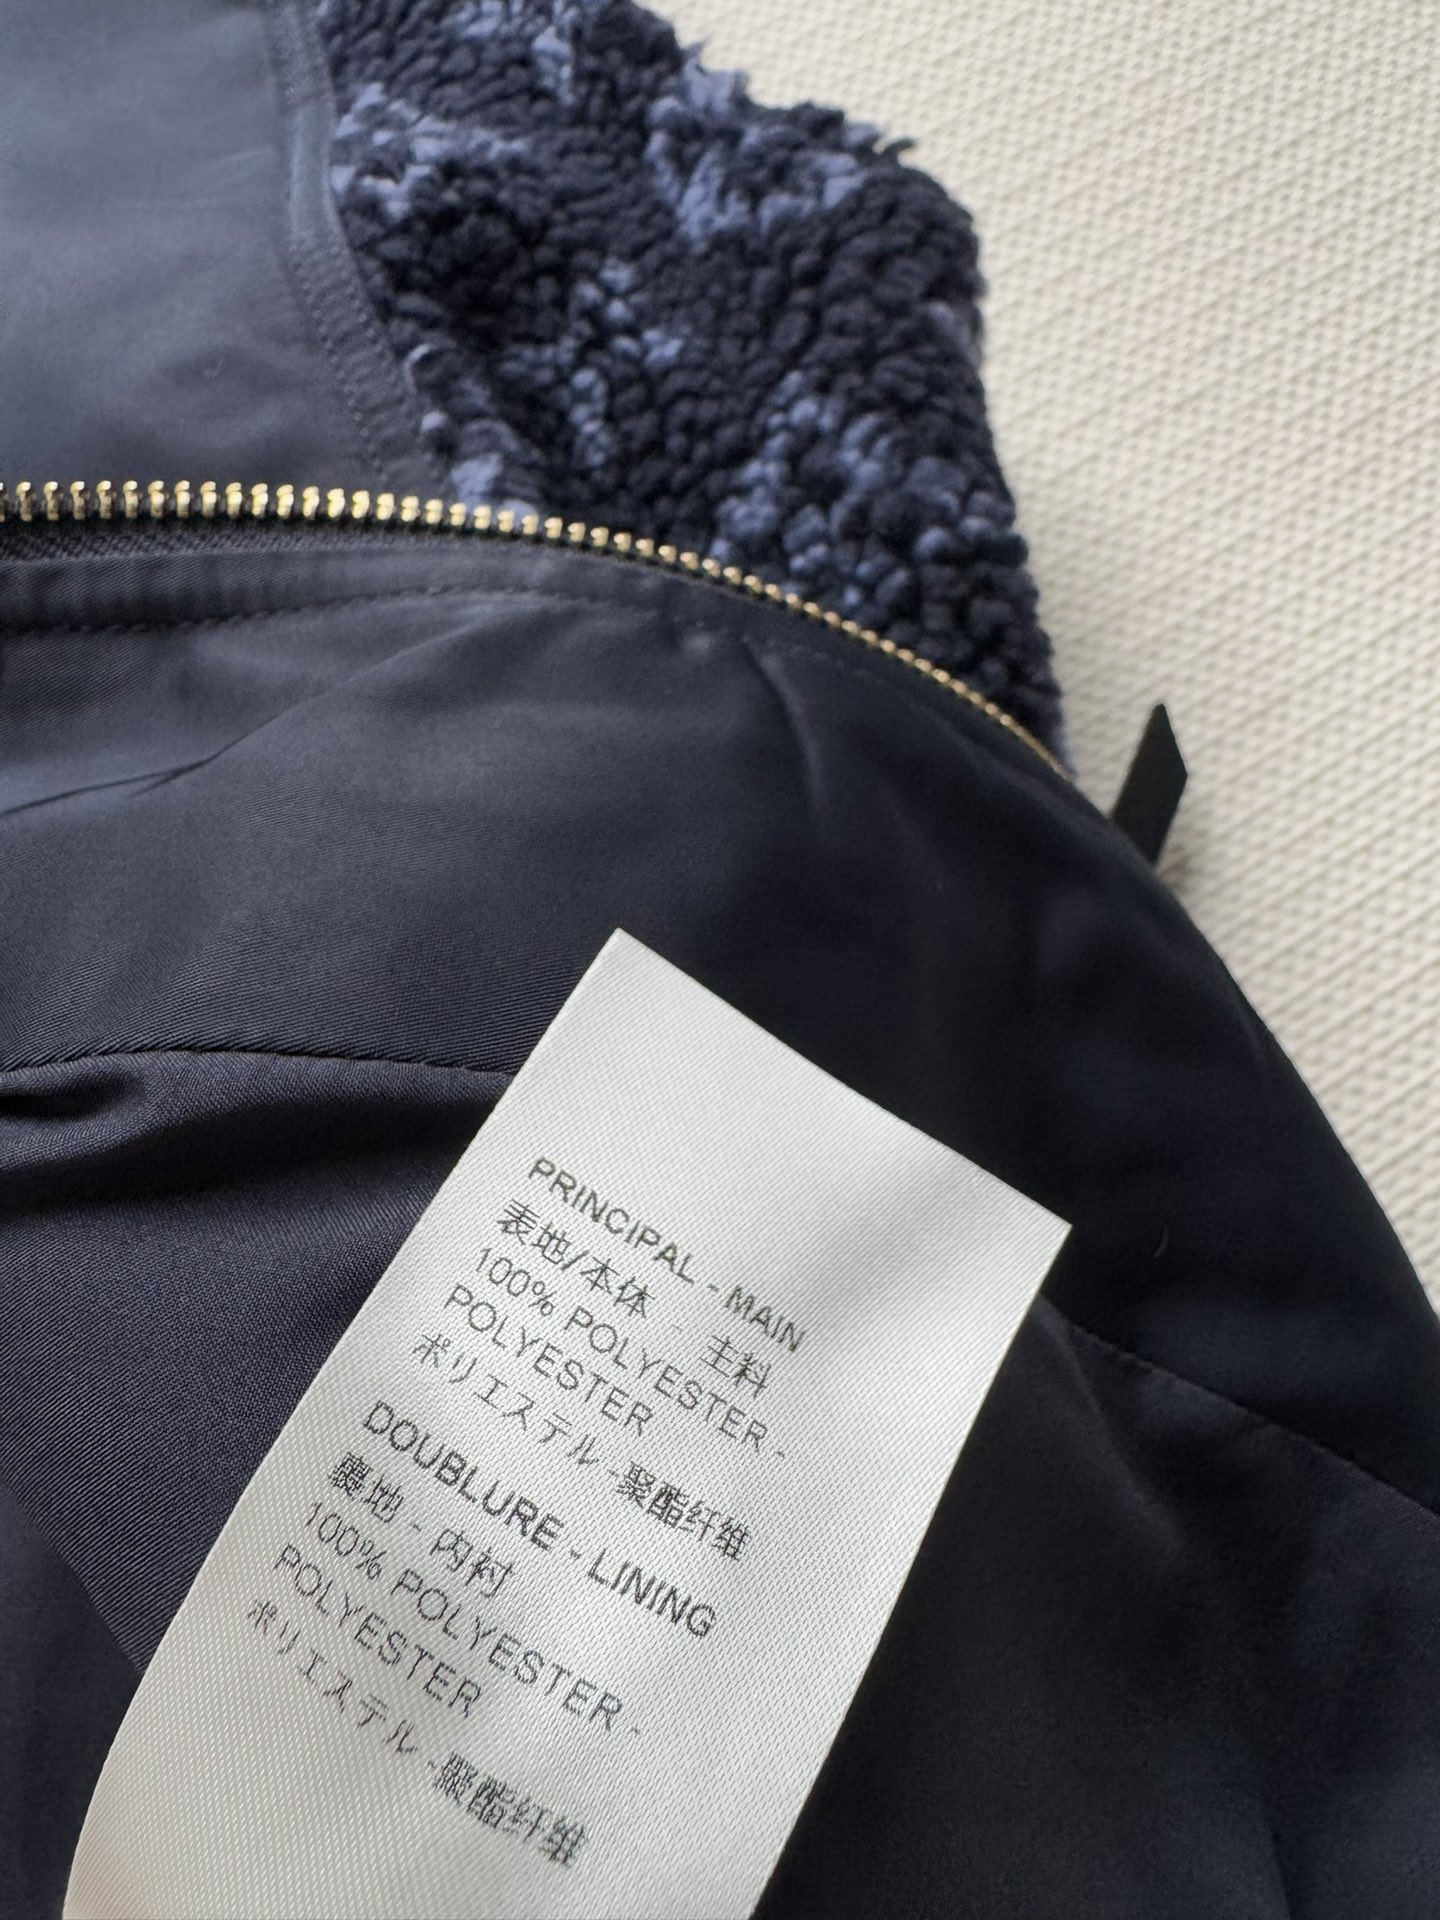 PRINCIPAL - MAIN
表地/本体 - 主料
100% POLYESTER -
POLYESTER
ポリエステル - 聚酯纤维
DOUBLURE - LINING
裏地 - 内衬
100% POLYESTER -
POLYESTER
ポリエステル - 聚酯纤维